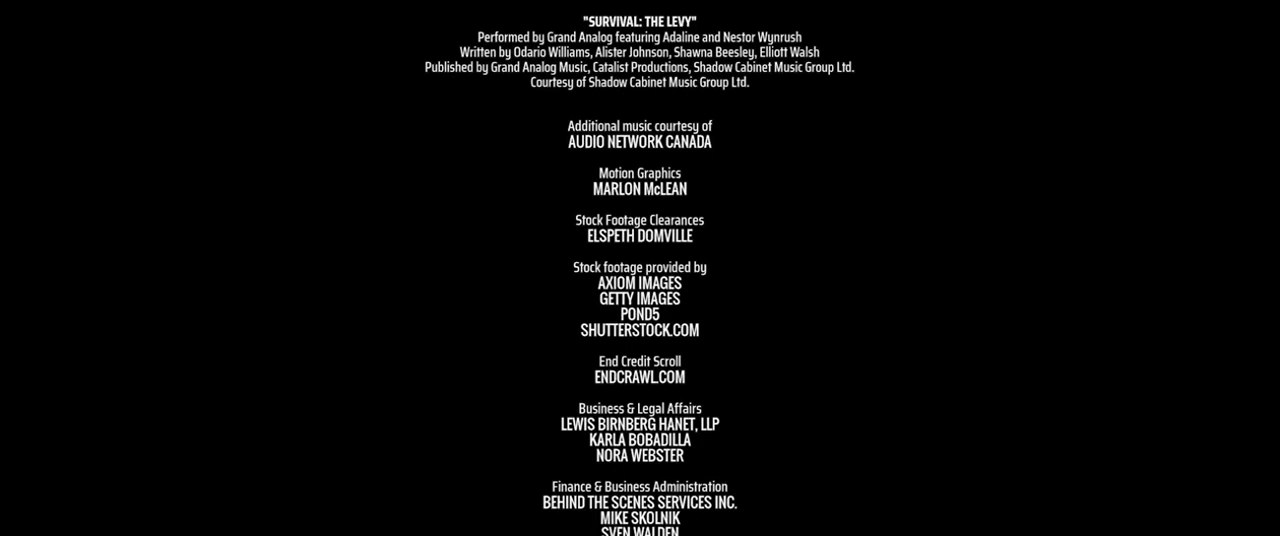 "SURVIVAL: THE LEVY"
Performed by Grand Analog featuring Adaline and Nestor Wynrush
Written by Odario Williams, Alister Johnson, Shawna Beesley, Elliott Walsh
Published by Grand Analog Music, Catalist Productions, Shadow Cabinet Music Group Ltd.
Courtesy of Shadow Cabinet Music Group Ltd.
Additional music courtesy of
AUDIO NETWORK CANADA
Motion Graphics
MARLON McLEAN
Stock Footage Clearances
ELSPETH DOMVILLE
Stock footage provided by
AXIOM IMAGES
GETTY IMAGES
POND5
SHUTTERSTOCK.COM
End Credit Scroll
ENDCRAWL.COM
Business & Legal Affairs
LEWIS BIRNBERG HANET, LLP
KARLA BOBADILLA
NORA WEBSTER
Finance & Business Administration
BEHIND THE SCENES SERVICES INC.
MIKE SKOLNIK
SVEN WALDEN